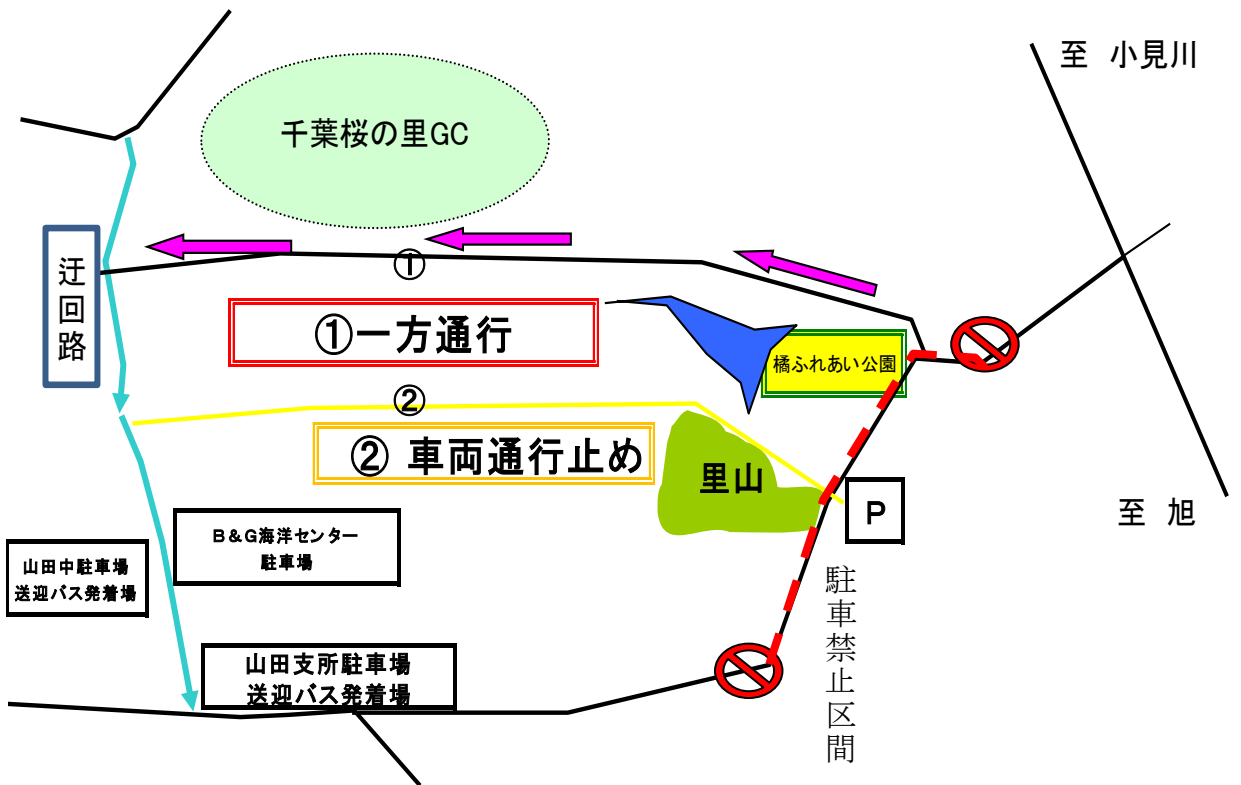 至 小見川
千葉桜の里GC
迂回路
①
①一方通行
橘ふれあい公園
②
② 車両通行止め
里山
P
至 旭
B&G海洋センター
駐車場
山田中駐車場
送迎バス発着場
駐車禁止区間
山田支所駐車場
送迎バス発着場